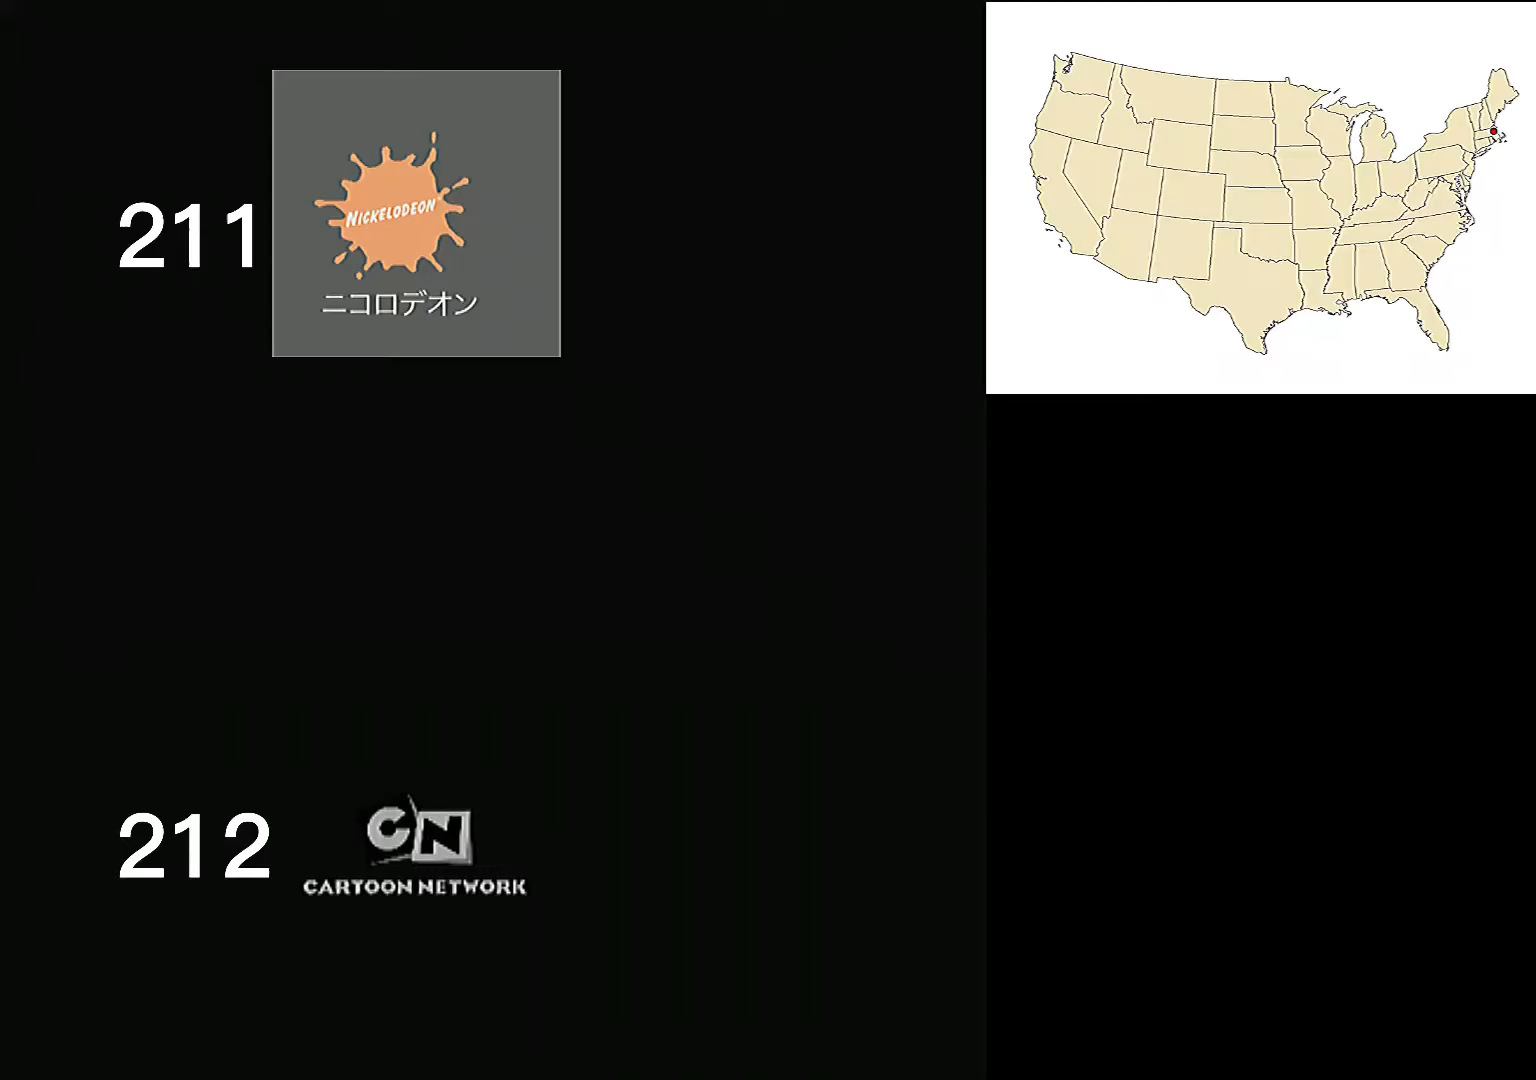 211
NICKELODEON
ニコロデオン
212
CN
CARTOON NETWORK